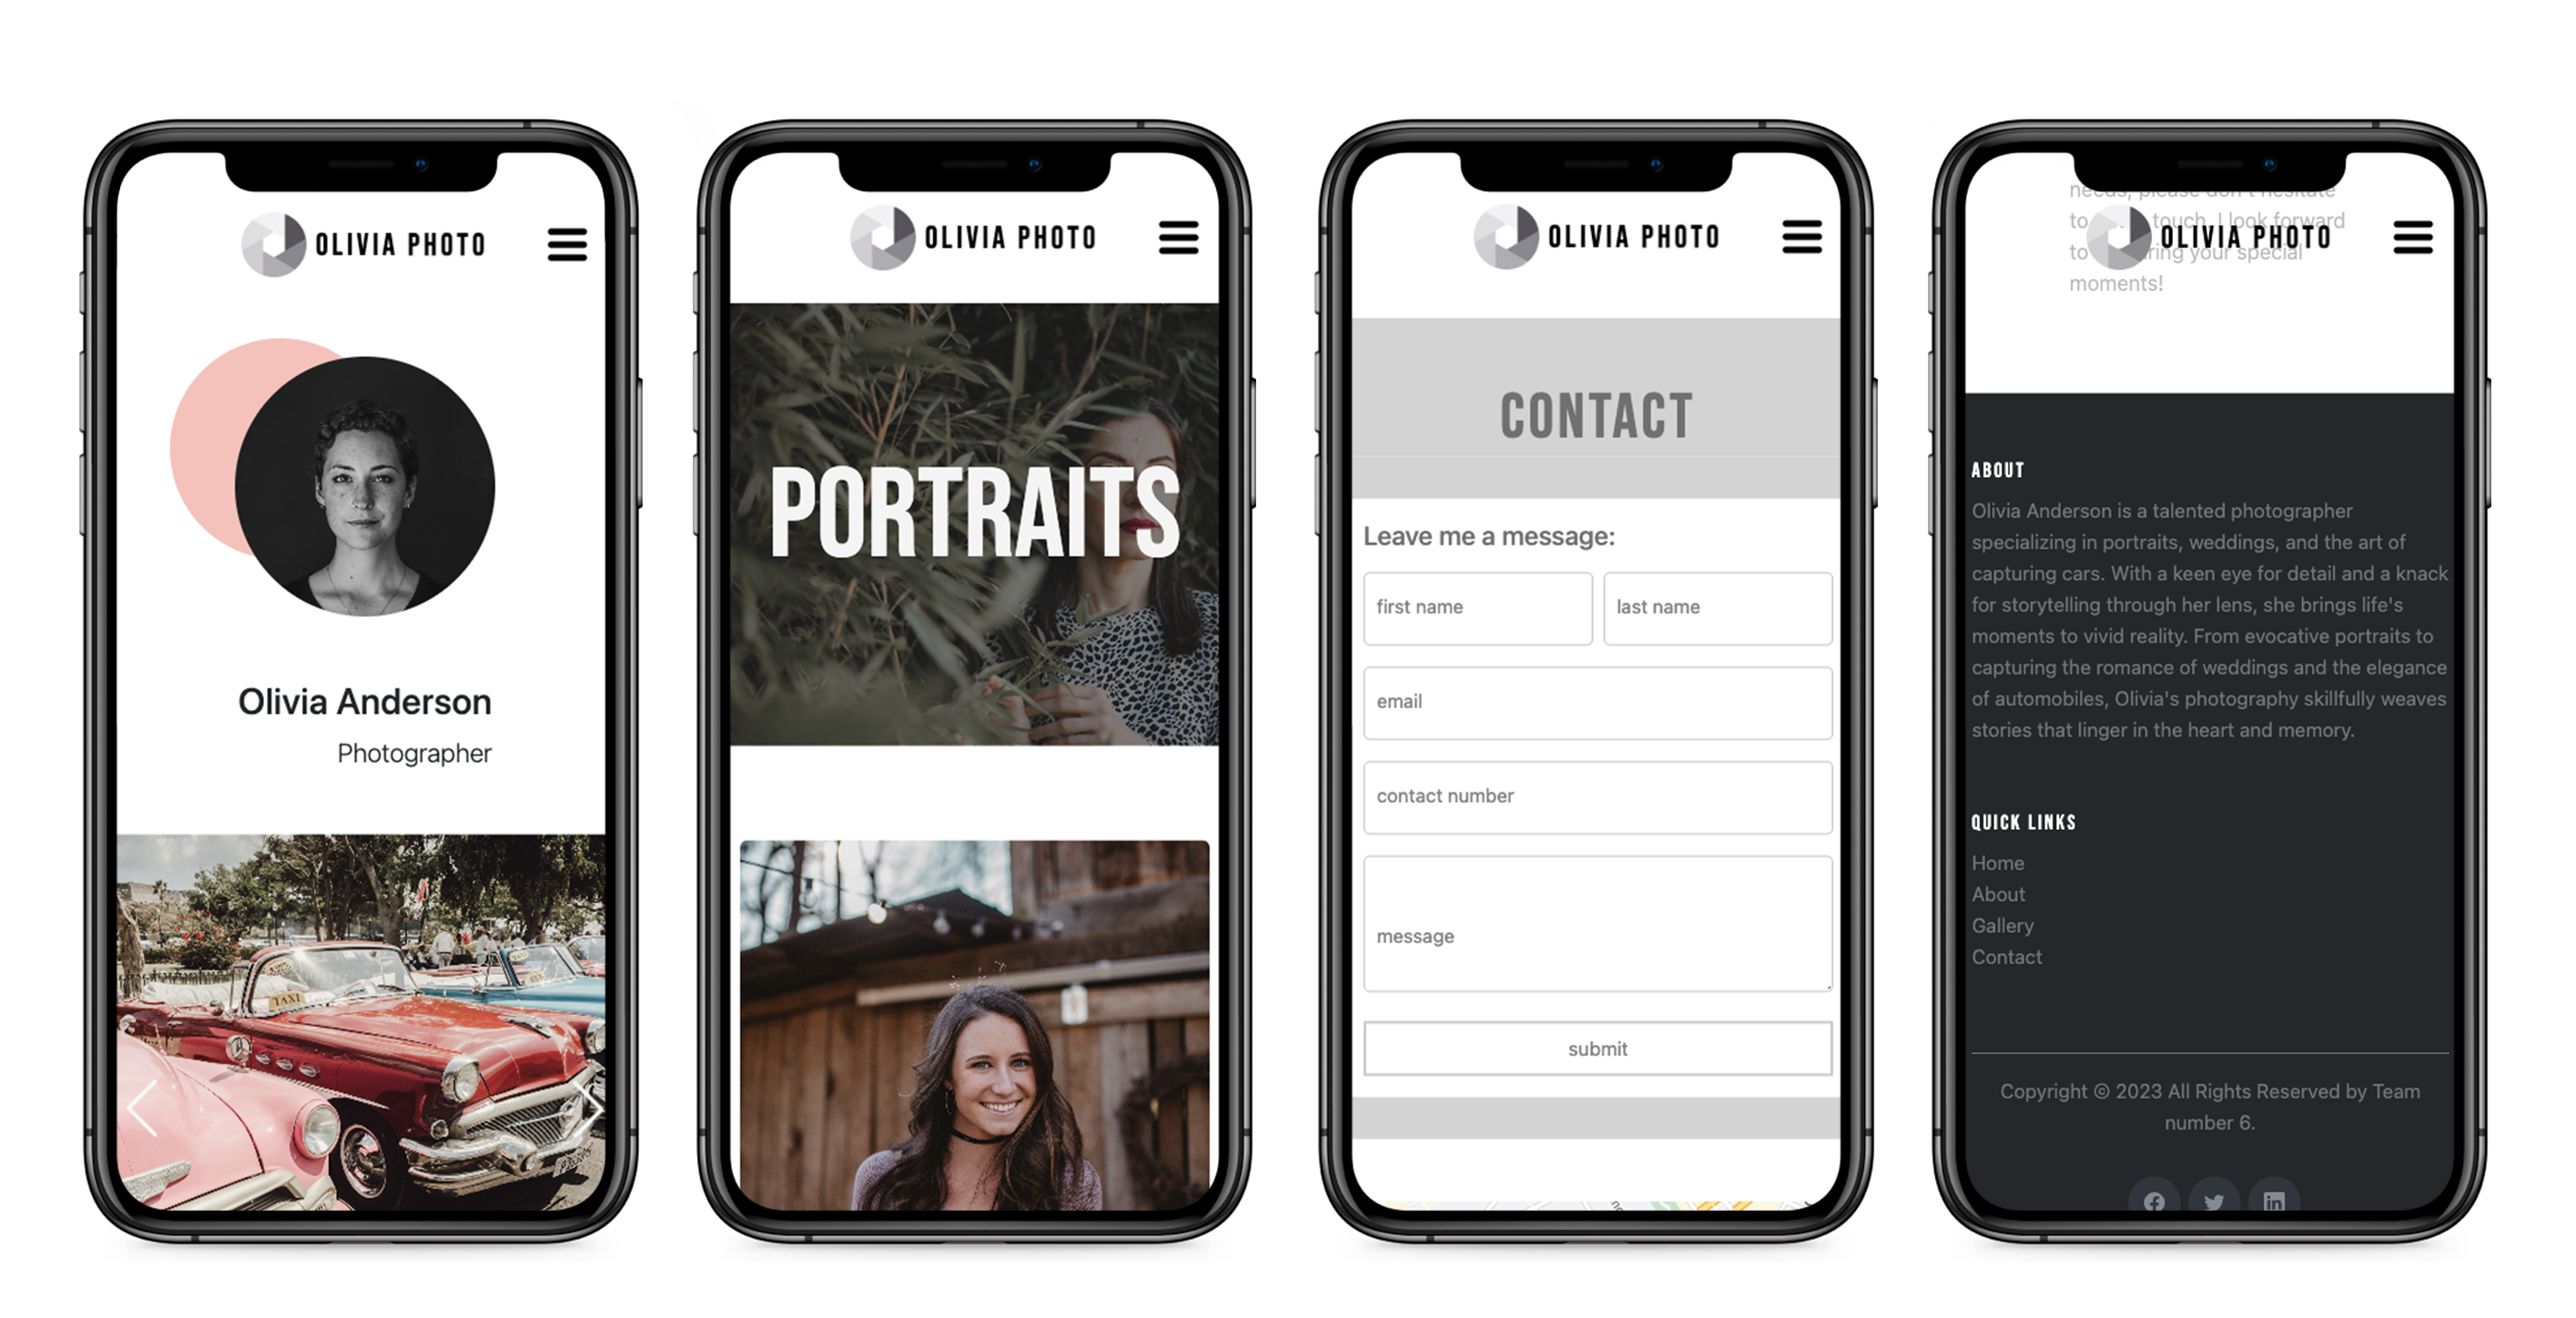 OLIVIA PHOTO
Olivia Anderson
Photographer
TAXI
OLIVIA PHOTO
PORTRAITS
OLIVIA PHOTO
CONTACT
Leave me a message:
first name
last name
email
contact number
message
submit
needs, please don't hesitate
to touch. I look forward
to your special
moments!
OLIVIA PHOTO
ABOUT
Olivia Anderson is a talented photographer
specializing in portraits, weddings, and the art of
capturing cars. With a keen eye for detail and a knack
for storytelling through her lens, she brings life's
moments to vivid reality. From evocative portraits to
capturing the romance of weddings and the elegance
of automobiles, Olivia's photography skillfully weaves
stories that linger in the heart and memory.
QUICK LINKS
Home
About
Gallery
Contact
Copyright © 2023 All Rights Reserved by Team
number 6.